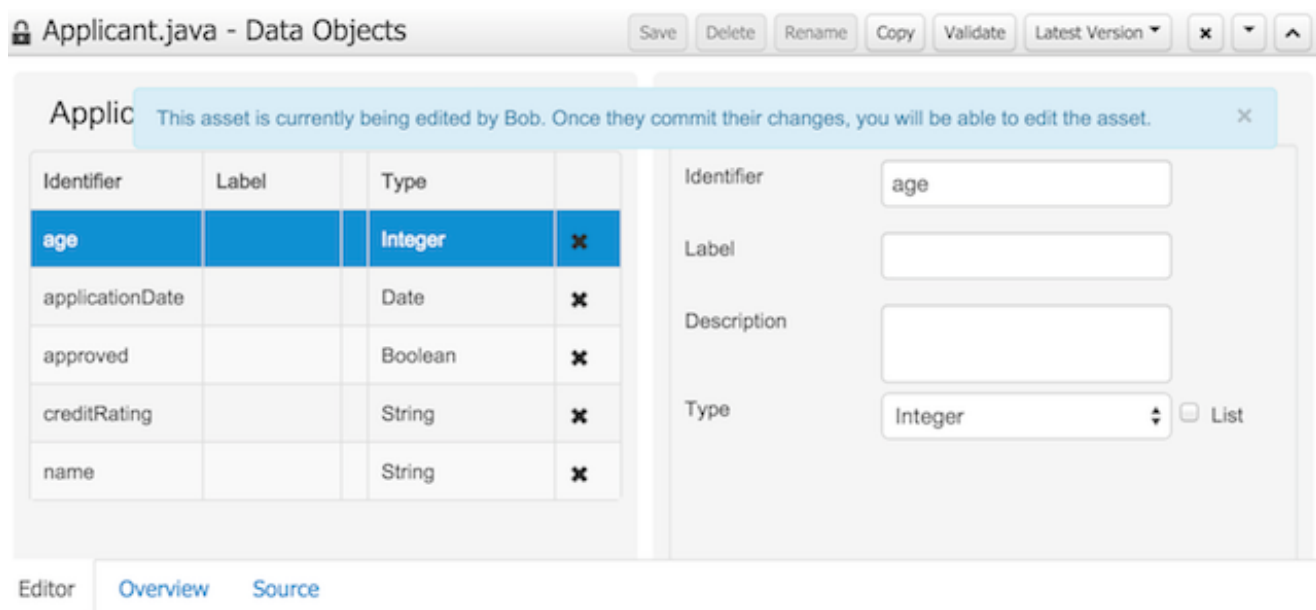 Applicant.java - Data Objects
Save Delete Rename Copy Validate Latest Version
Applic
This asset is currently being edited by Bob. Once they commit their changes, you will be able to edit the asset.
Identifier Label Type
age Integer
applicationDate Date
approved Boolean
creditRating String
name String
Identifier age
Label
Description
Type Integer List
Editor Overview Source